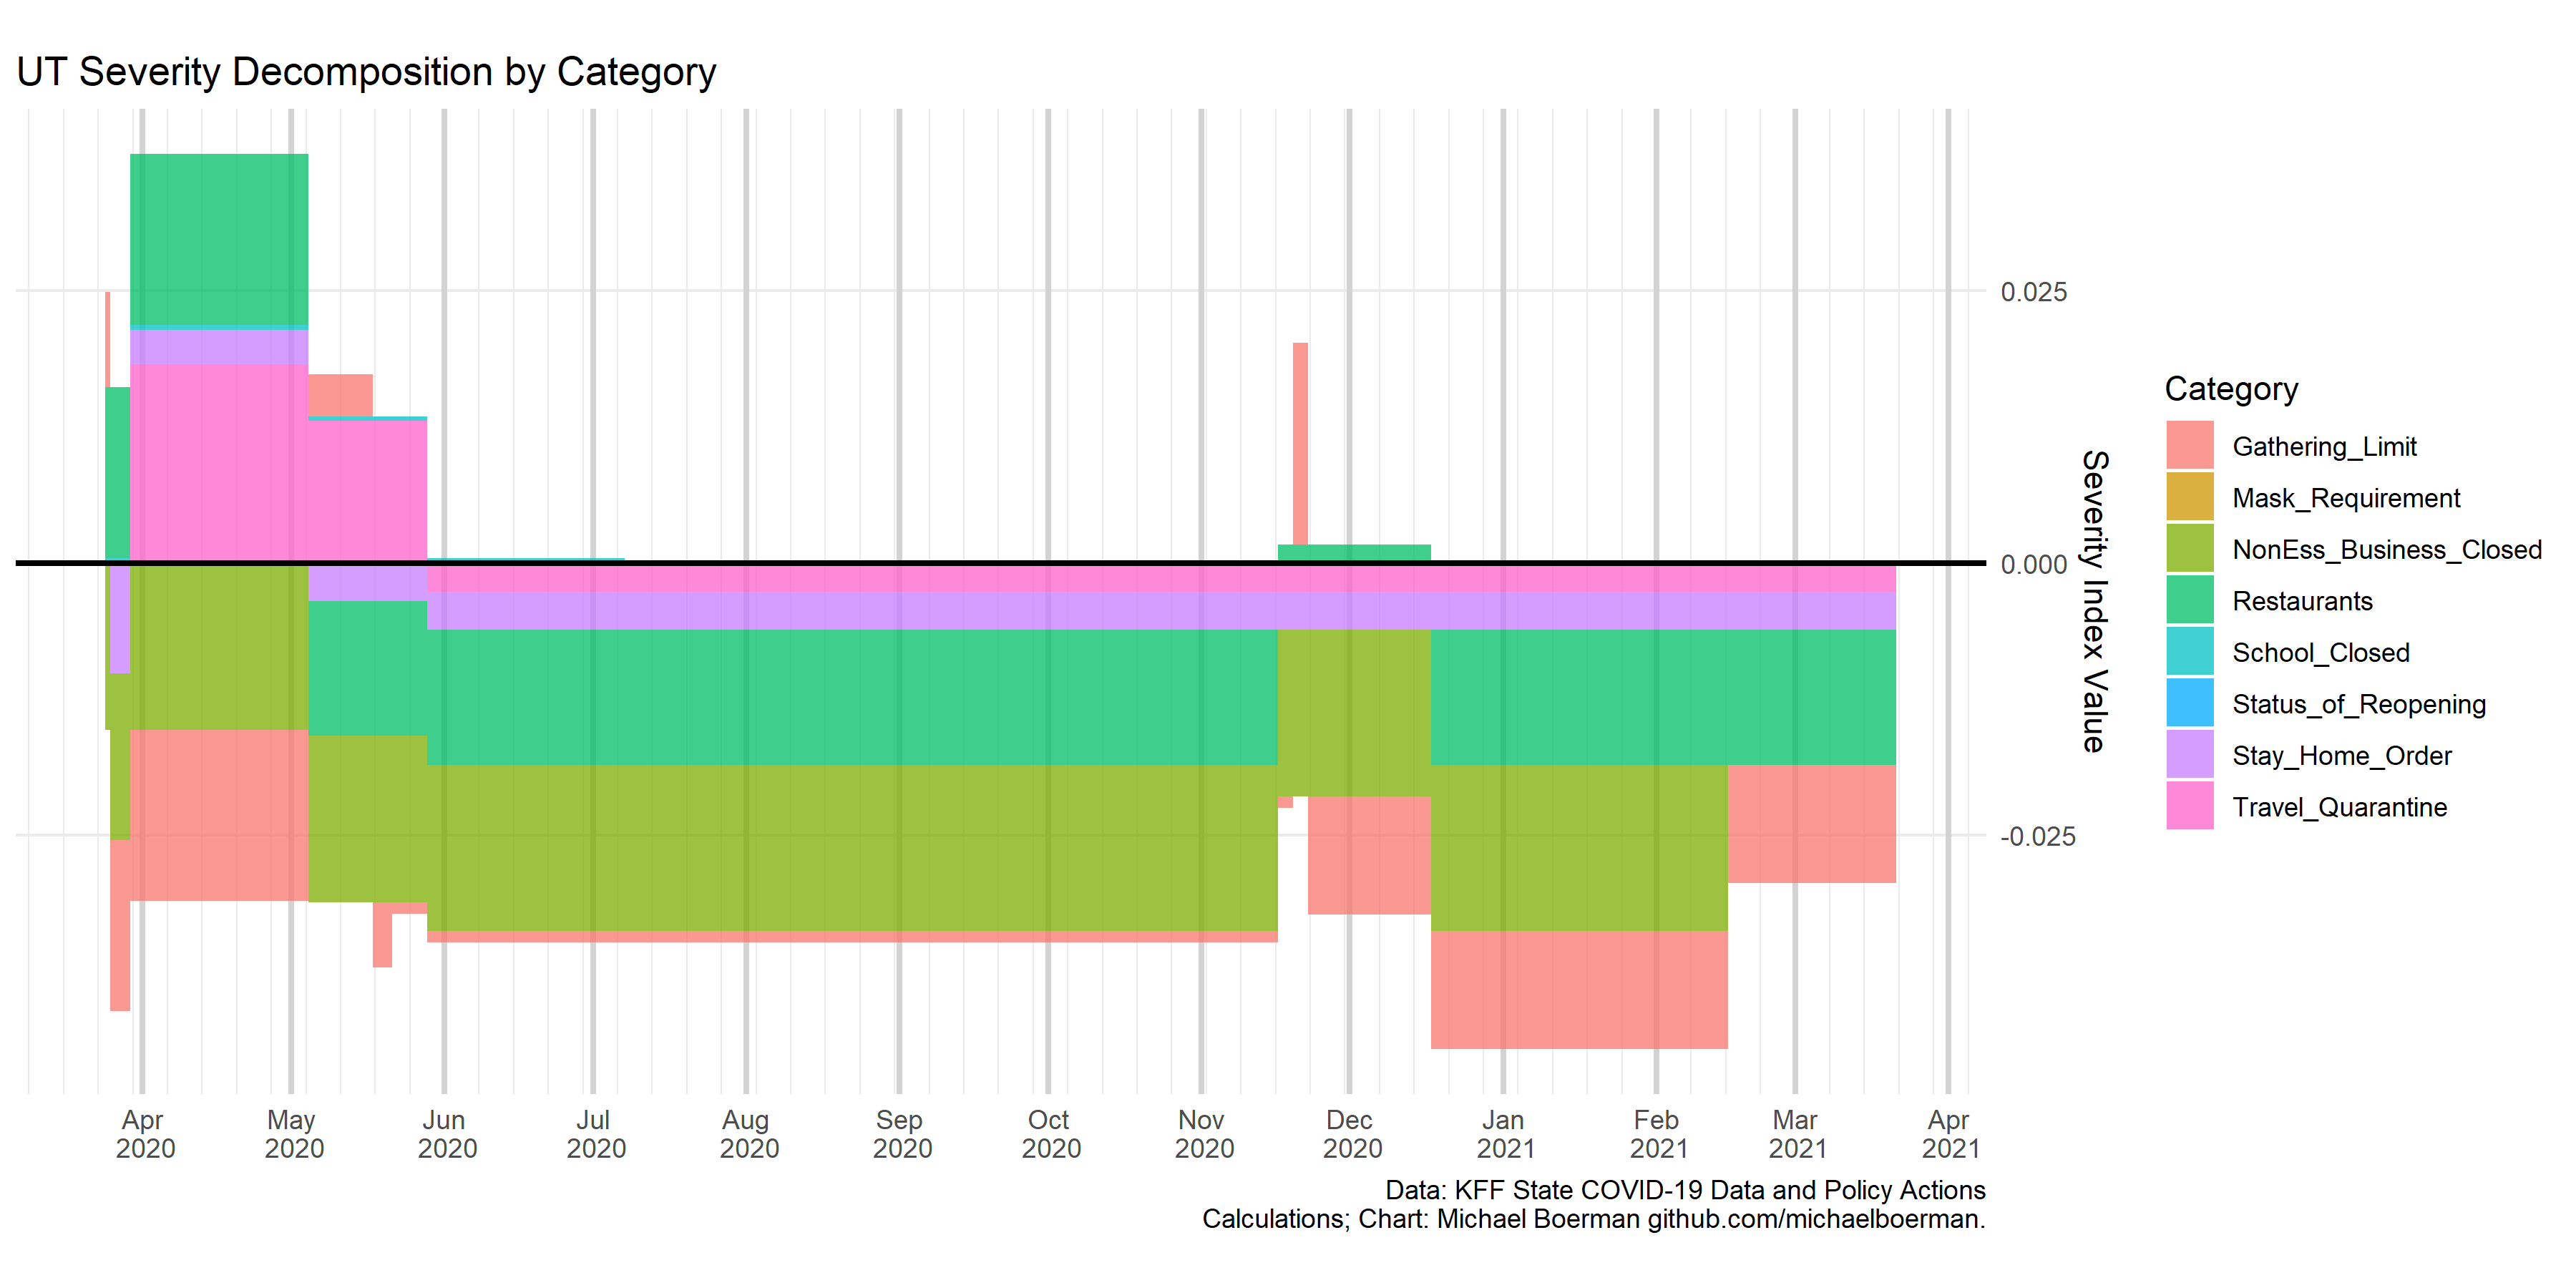 UT Severity Decomposition by Category
0.025
0.000
-0.025
Severity Index Value
Category
Gathering_Limit
Mask_Requirement
NonEss_Business_Closed
Restaurants
School_Closed
Status_of_Reopening
Stay_Home_Order
Travel_Quarantine
Apr May Jun Jul Aug Sep Oct Nov Dec Jan Feb Mar Apr
2020 2020 2020 2020 2020 2020 2020 2020 2020 2021 2021 2021 2021
Data: KFF State COVID-19 Data and Policy Actions
Calculations; Chart: Michael Boerman github.com/michaelboerman.